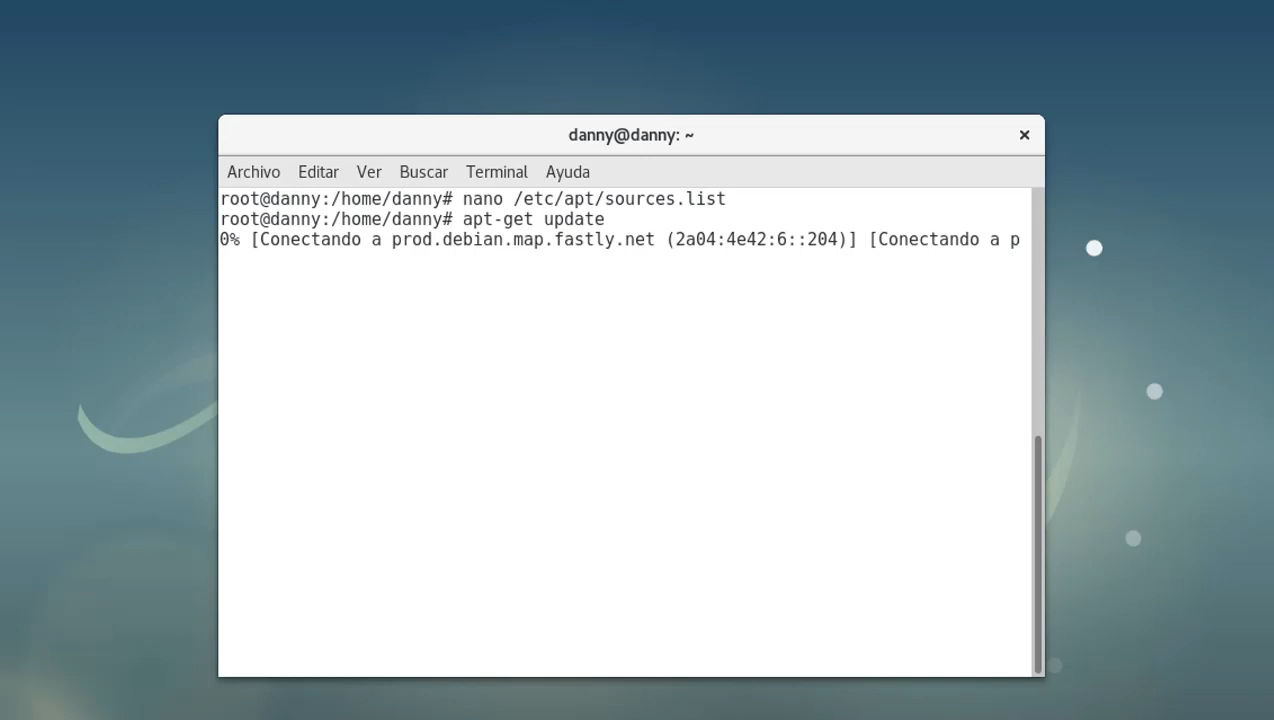 danny@danny: ~
Archivo Editar Ver Buscar Terminal Ayuda
root@danny:/home/danny# nano /etc/apt/sources.list
root@danny:/home/danny# apt-get update
0% [Conectando a prod.debian.map.fastly.net (2a04:4e42:6::204)] [Conectando a p